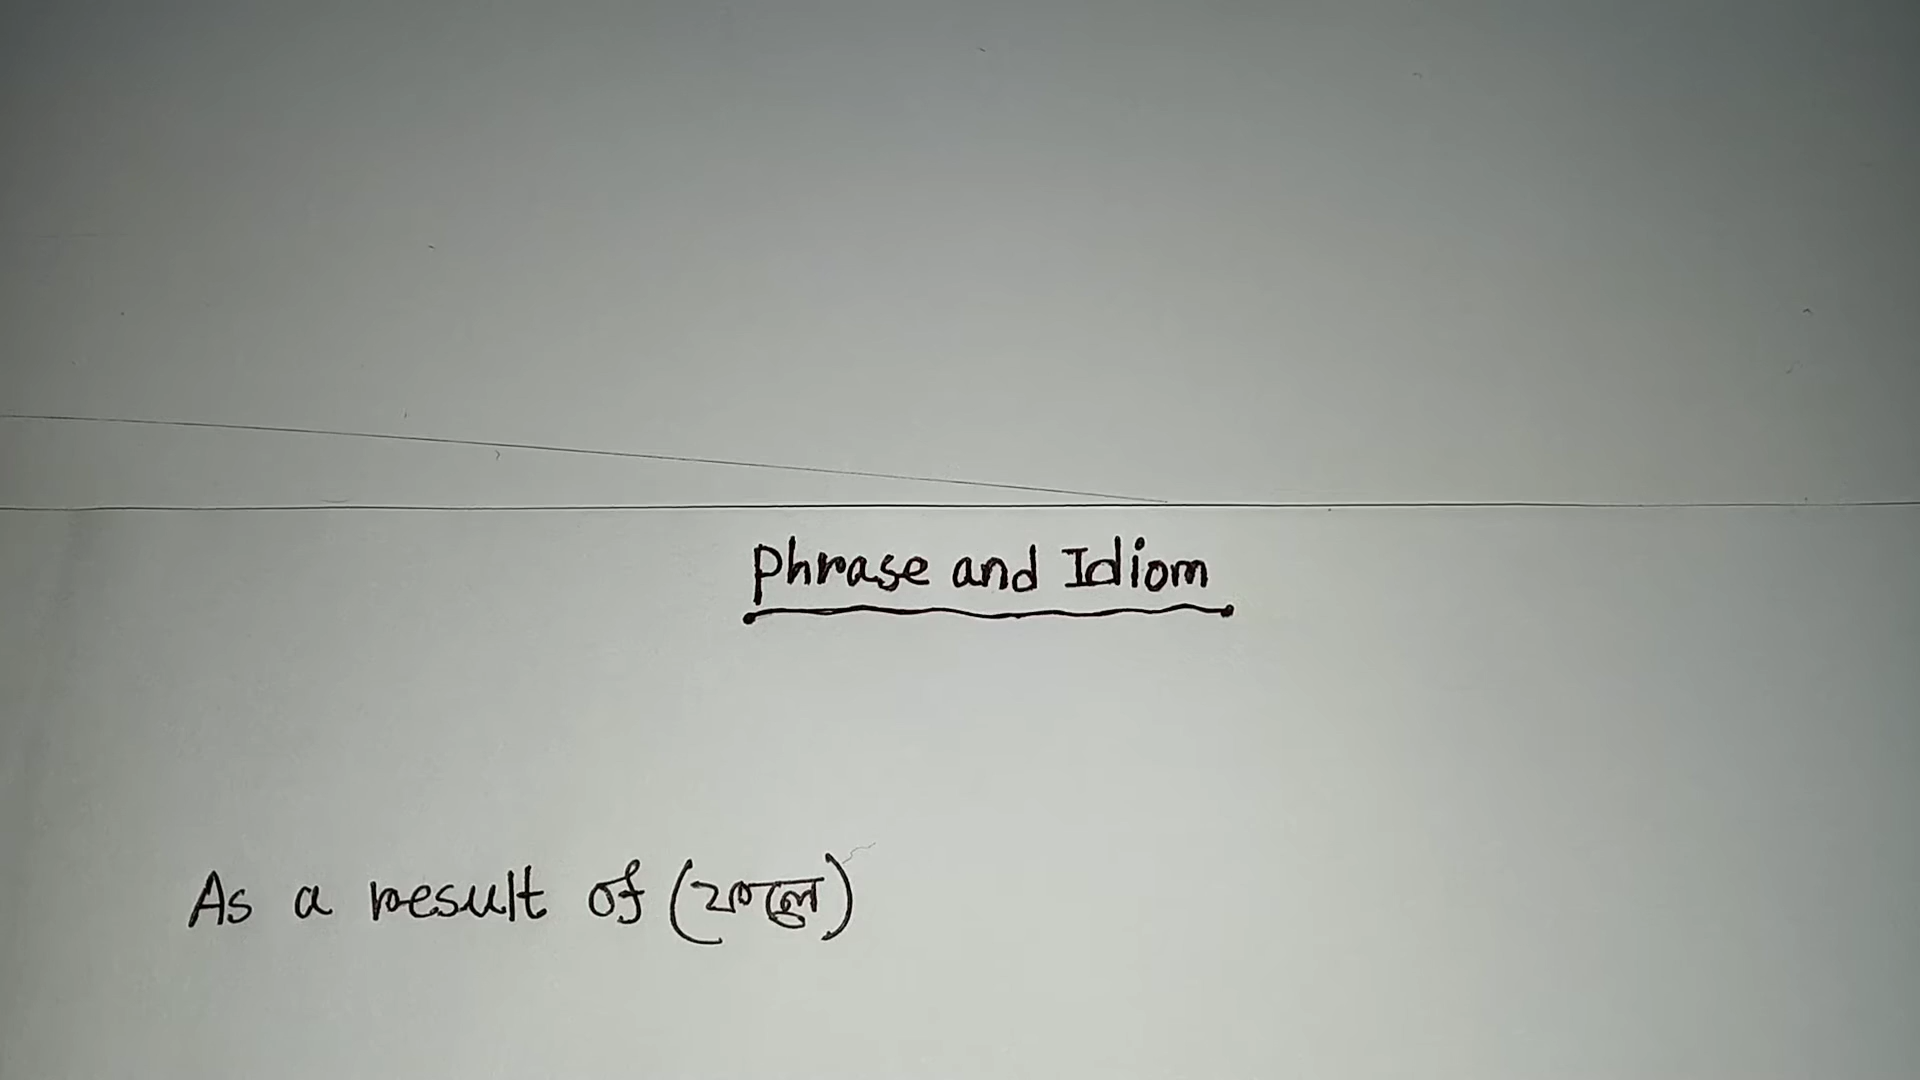 Phrase and Idiom
As a result of (ফলে)